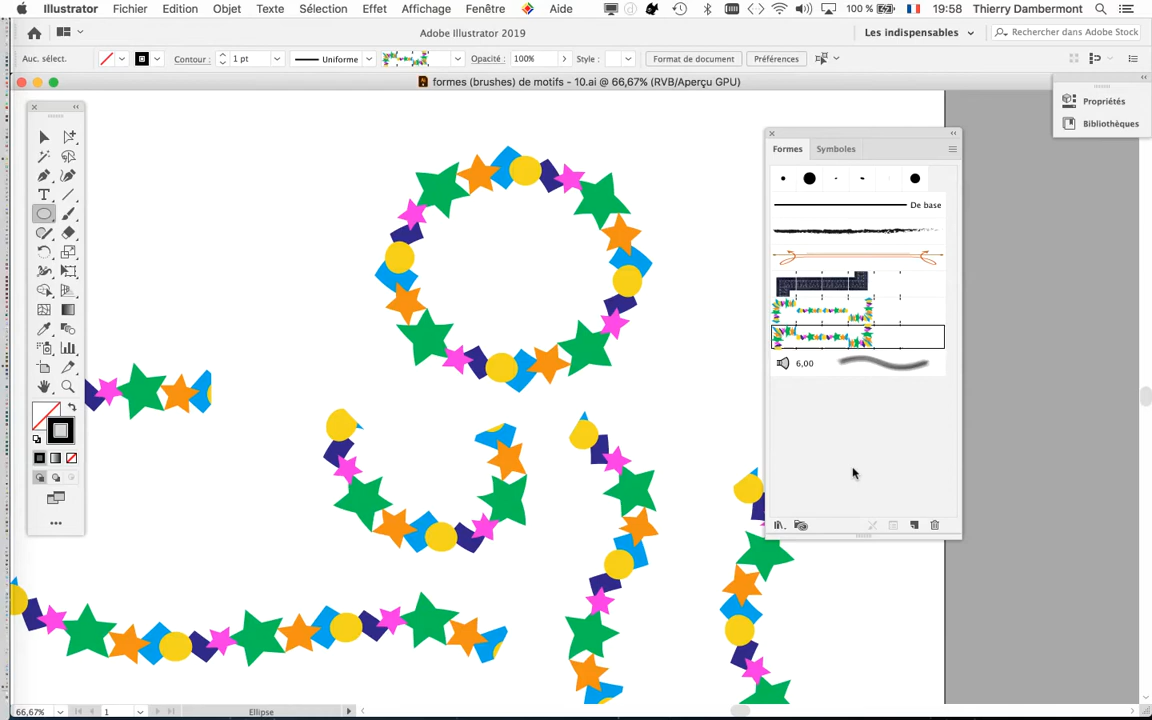 Illustrator Fichier Edition Objet Texte Sélection Effet Affichage Fenêtre Aide 100 % 19:58 Thierry Dambermont
Adobe Illustrator 2019 Les indispensables Rechercher dans Adobe Stock
Auc. sélect. Contour : 1 pt Uniforme Opacité : 100% Style : Format de document Préférences
formes (brushes) de motifs - 10.ai @ 66,67% (RVB/Aperçu GPU)
Propriétés
Bibliothèques
Formes Symboles
De base
6,00
66,67% 1 Ellipse